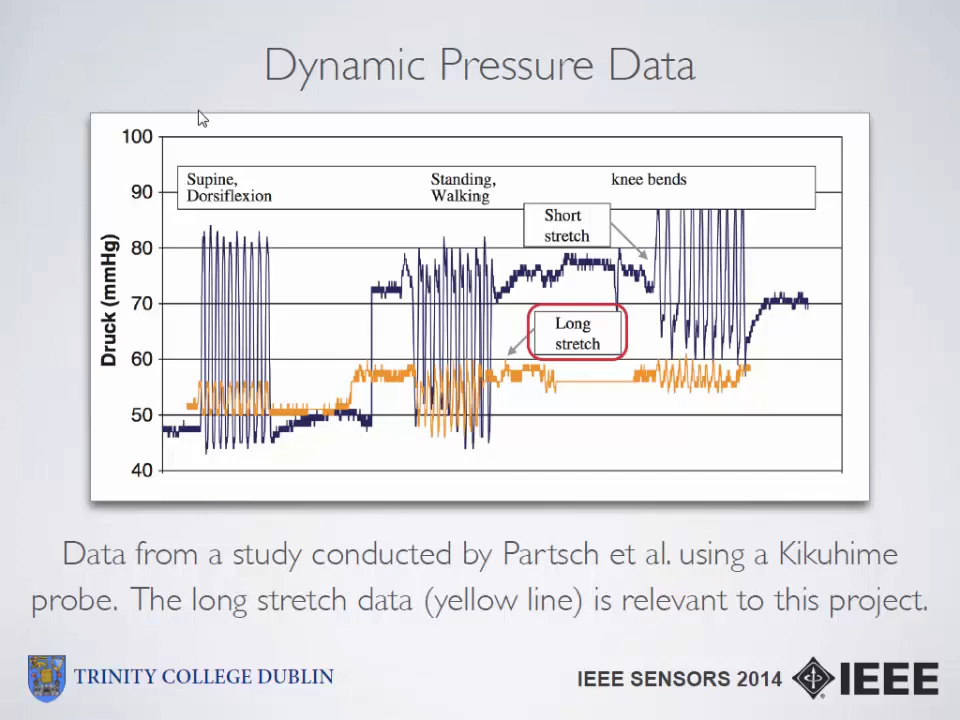 Dynamic Pressure Data
100
90
80
70
60
50
40
Druck (mmHg)
Supine,
Dorsiflexion
Standing,
Walking
knee bends
Short
stretch
Long
stretch
Data from a study conducted by Partsch et al. using a Kikuhime
probe. The long stretch data (yellow line) is relevant to this project.
TRINITY COLLEGE DUBLIN
IEEE SENSORS 2014
IEEE